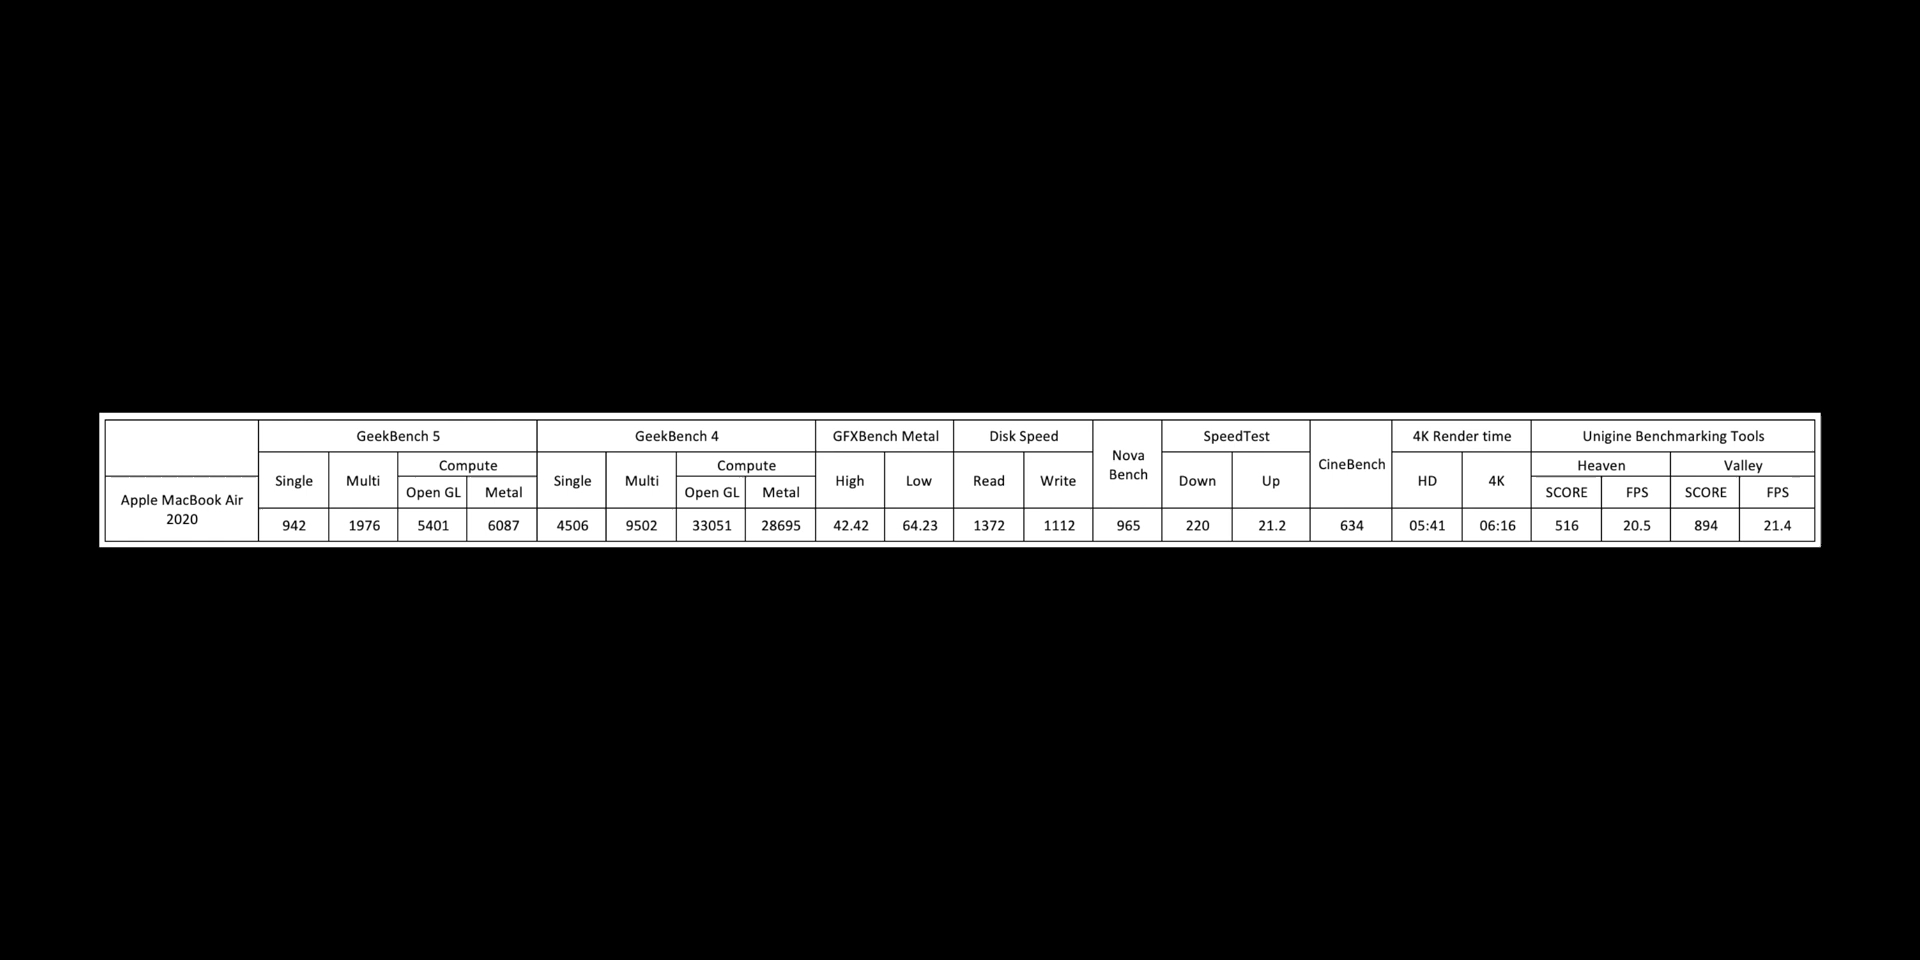 GeekBench 5 GeekBench 4 GFXBench Metal Disk Speed Nova Bench SpeedTest CineBench 4K Render time Unigine Benchmarking Tools
Single Multi Compute Single Multi Compute High Low Read Write Down Up HD 4K Heaven Valley
Open GL Metal Open GL Metal SCORE FPS SCORE FPS
Apple MacBook Air
2020
942 1976 5401 6087 4506 9502 33051 28695 42.42 64.23 1372 1112 965 220 21.2 634 05:41 06:16 516 20.5 894 21.4